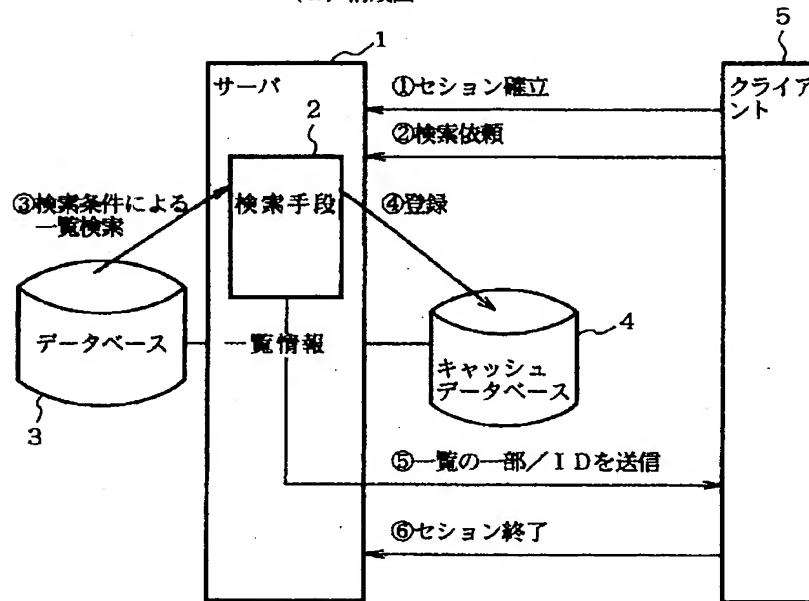 1
5
サーバ
クライア
ント
①セション確立
②検索依頼
2
検索手段
③検索条件による
一覧検索
④登録
データベース
一覧情報
キャッシュ
データベース
4
3
⑤一覧の一部／ＩＤを送信
⑥セション終了